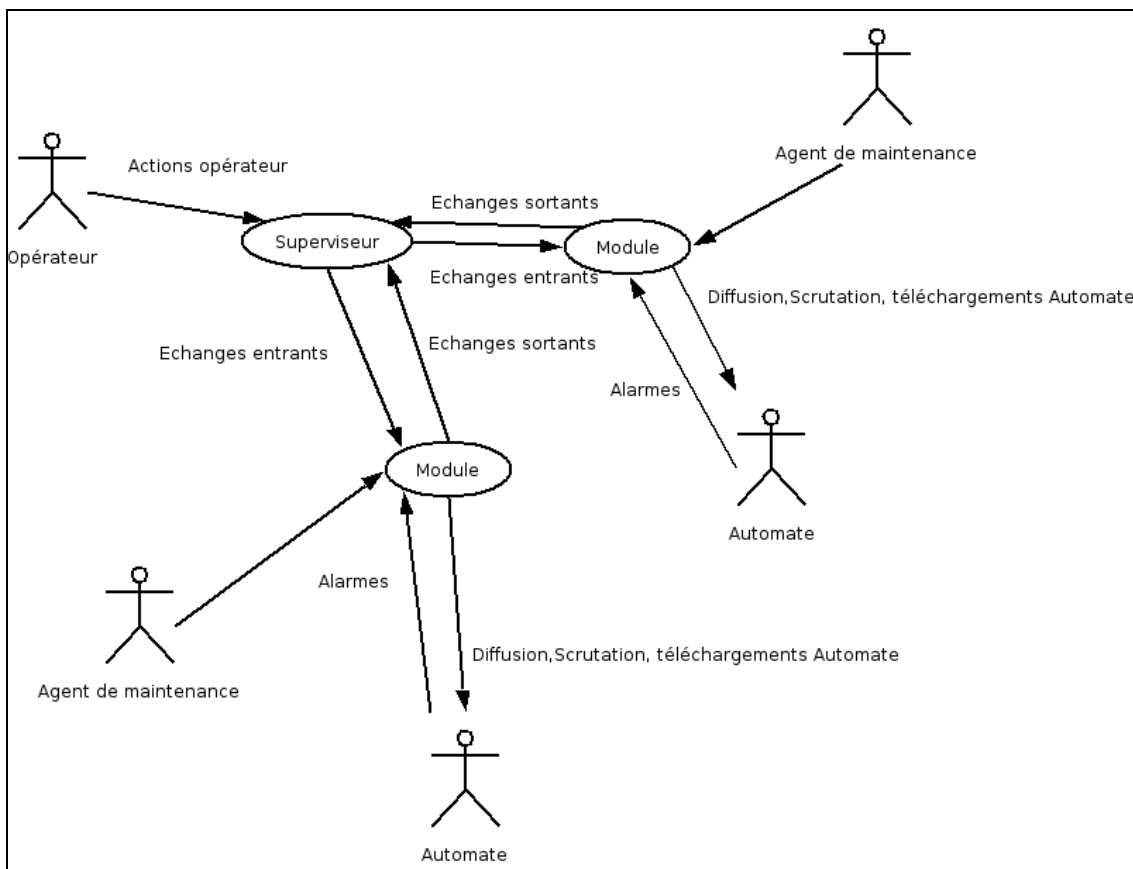 Agent de maintenance
Actions opérateur
Echanges sortants
Superviseur
Module
Opérateur
Echanges entrants
Diffusion,Scrutation, téléchargements Automate
Echanges entrants
Echanges sortants
Alarmes
Module
Automate
Alarmes
Diffusion,Scrutation, téléchargements Automate
Agent de maintenance
Automate